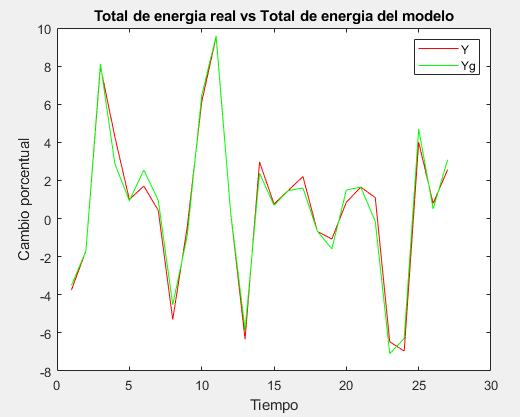 Total de energia real vs Total de energia del modelo
10
8
6
4
2
0
-2
-4
-6
-8
Cambio porcentual
Y
Yg
0 5 10 15 20 25 30
Tiempo